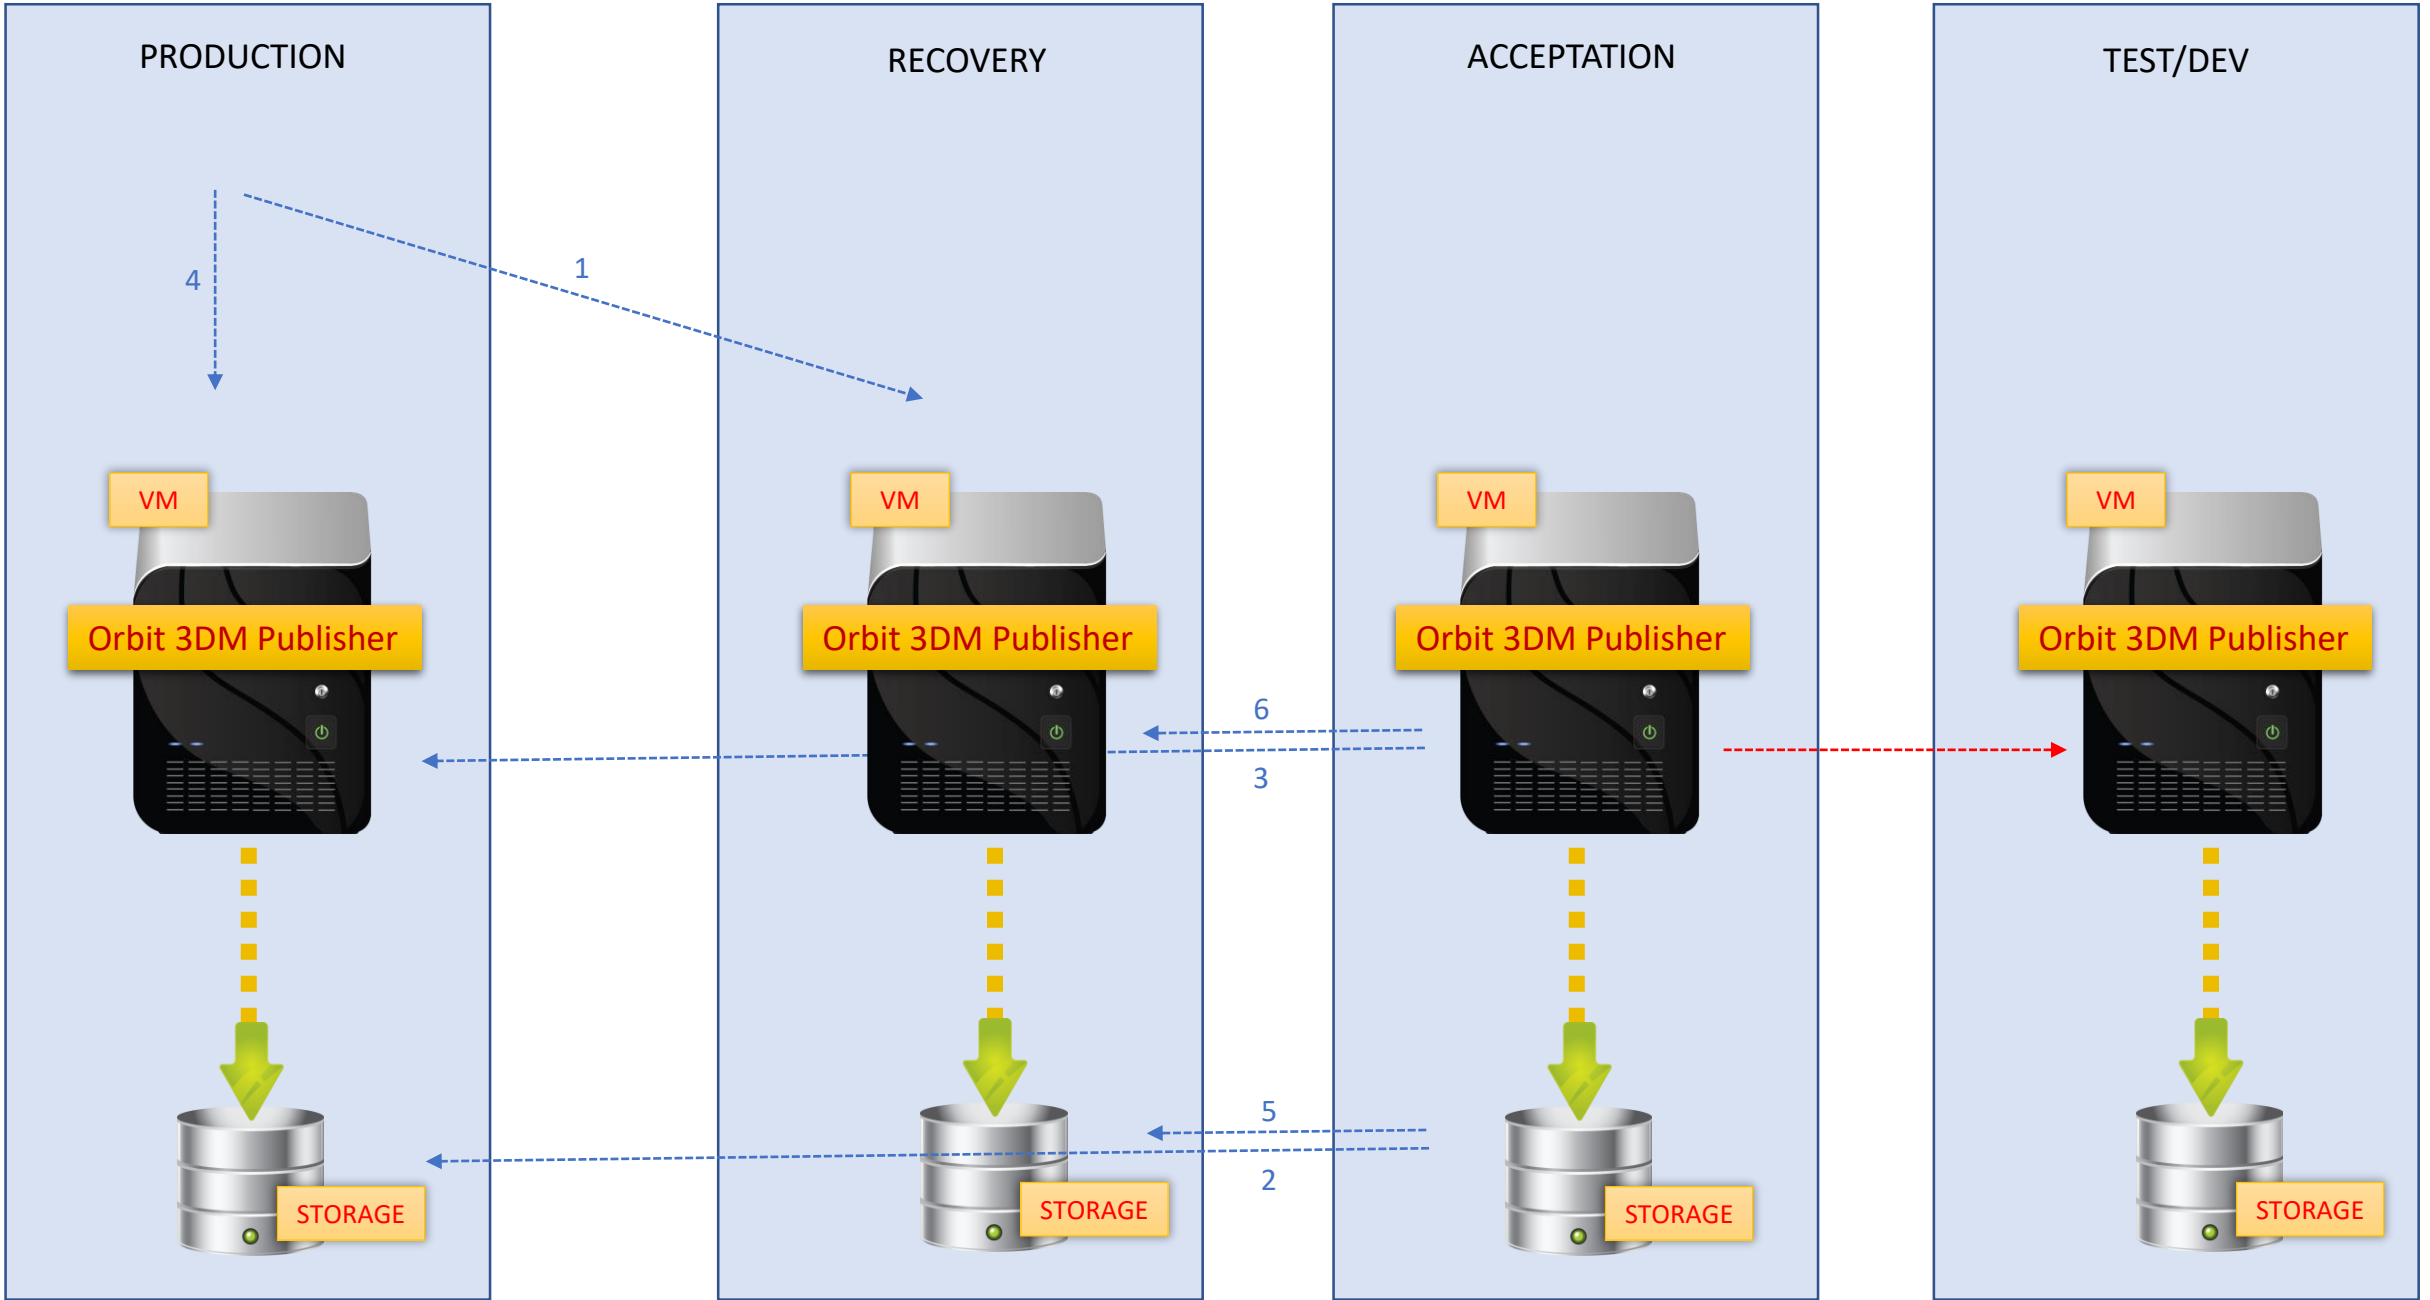 PRODUCTION
RECOVERY
ACCEPTATION
TEST/DEV
4
1
VM
VM
VM
VM
Orbit 3DM Publisher
Orbit 3DM Publisher
Orbit 3DM Publisher
Orbit 3DM Publisher
6
3
5
2
STORAGE
STORAGE
STORAGE
STORAGE